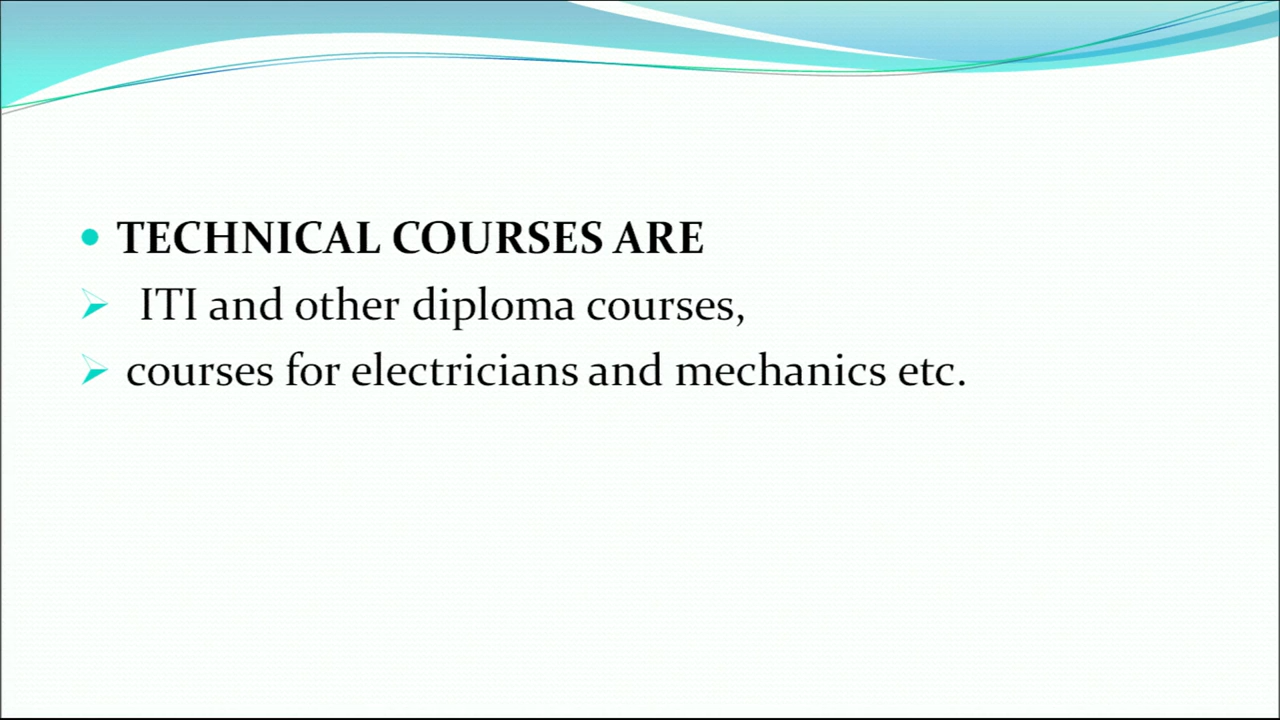 TECHNICAL COURSES ARE
ITI and other diploma courses,
courses for electricians and mechanics etc.